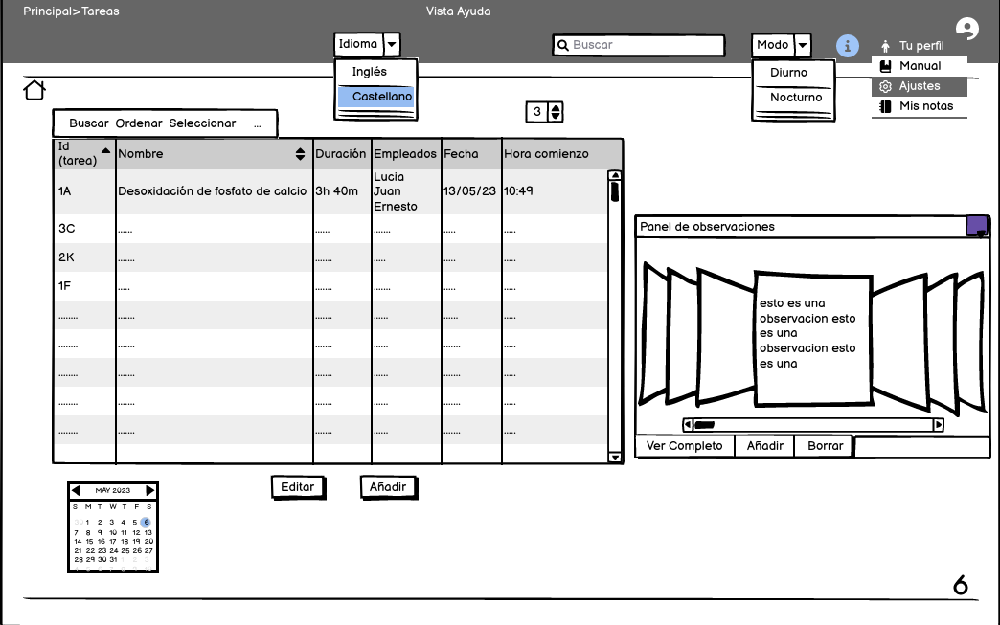 Principal>Tareas
Vista Ayuda
Idioma
Buscar
Modo
i
Tu perfil
Inglés
Castellano
Diurno
Nocturno
Manual
Ajustes
Mis notas
3
Buscar Ordenar Seleccionar ...
Id (tarea) Nombre Duración Empleados Fecha Hora comienzo
1A Desoxidación de fosfato de calcio 3h 40m Lucia Juan Ernesto 13/05/23 10:49
3C ...... ...... ....... ..... .....
2K ....... ....... ..... ..... .....
1F ..... ....... ....... ..... .....
........ ....... ....... ...... ...... .....
........ ....... ....... ...... ....... .....
........ ....... ....... ...... ....... .....
........ ....... ....... ...... ....... .....
........ ....... ....... ...... ....... .....
Panel de observaciones
esto es una
observacion esto
es una
observacion esto
es una
Ver Completo Añadir Borrar
Editar Añadir
MAY 2023
S M T W T F S
30 1 2 3 4 5 6
7 8 9 10 11 12 13
14 15 16 17 18 19 20
21 22 23 24 25 26 27
28 29 30 31 1 2 3
6